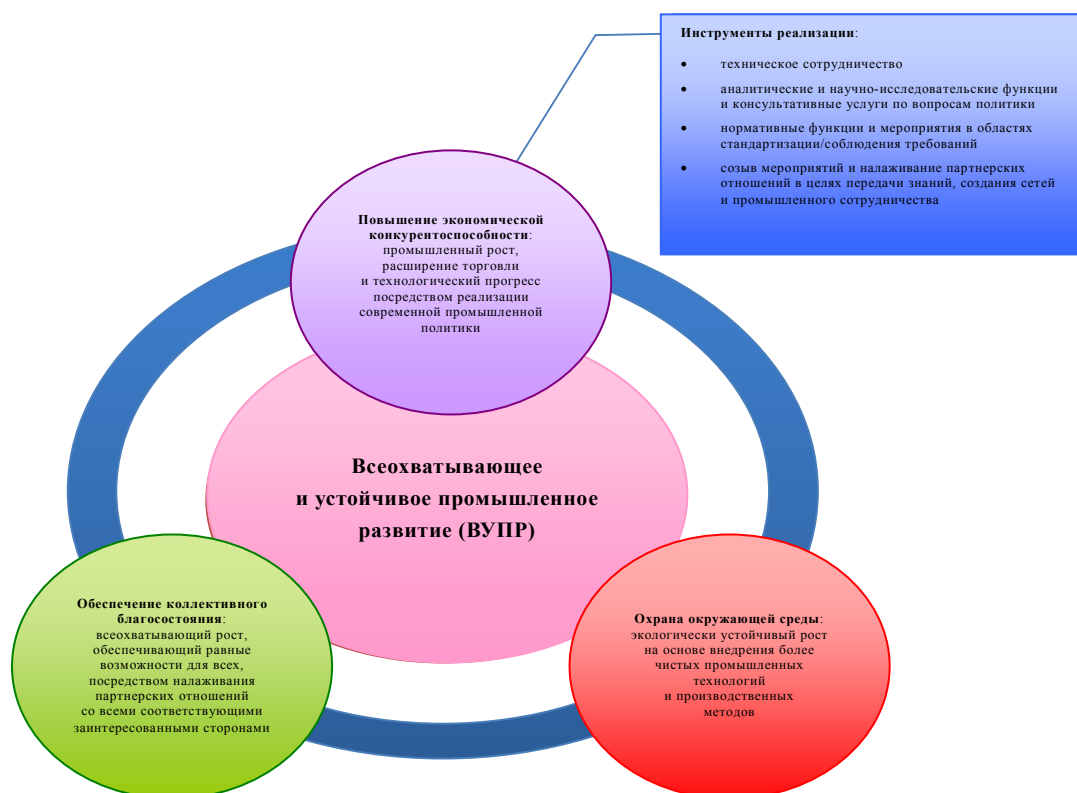 Инструменты реализации:
• техническое сотрудничество
• аналитические и научно-исследовательские функции
и консультативные услуги по вопросам политики
• нормативные функции и мероприятия в областях
стандартизации/соблюдения требований
• созыв мероприятий и налаживание партнерских
отношений в целях передачи знаний, создания сетей
и промышленного сотрудничества
Повышение экономической
конкурентоспособности:
промышленный рост,
расширение торговли
и технологический прогресс
посредством реализации
современной промышленной
политики
Всеохватывающее
и устойчивое промышленное
развитие (ВУПР)
Обеспечение коллективного
благосостояния:
всеохватывающий рост,
обеспечивающий равные
возможности для всех,
посредством налаживания
партнерских отношений
со всеми соответствующими
заинтересованными сторонами
Охрана окружающей среды:
экологически устойчивый рост
на основе внедрения более
чистых промышленных
технологий
и производственных
методов